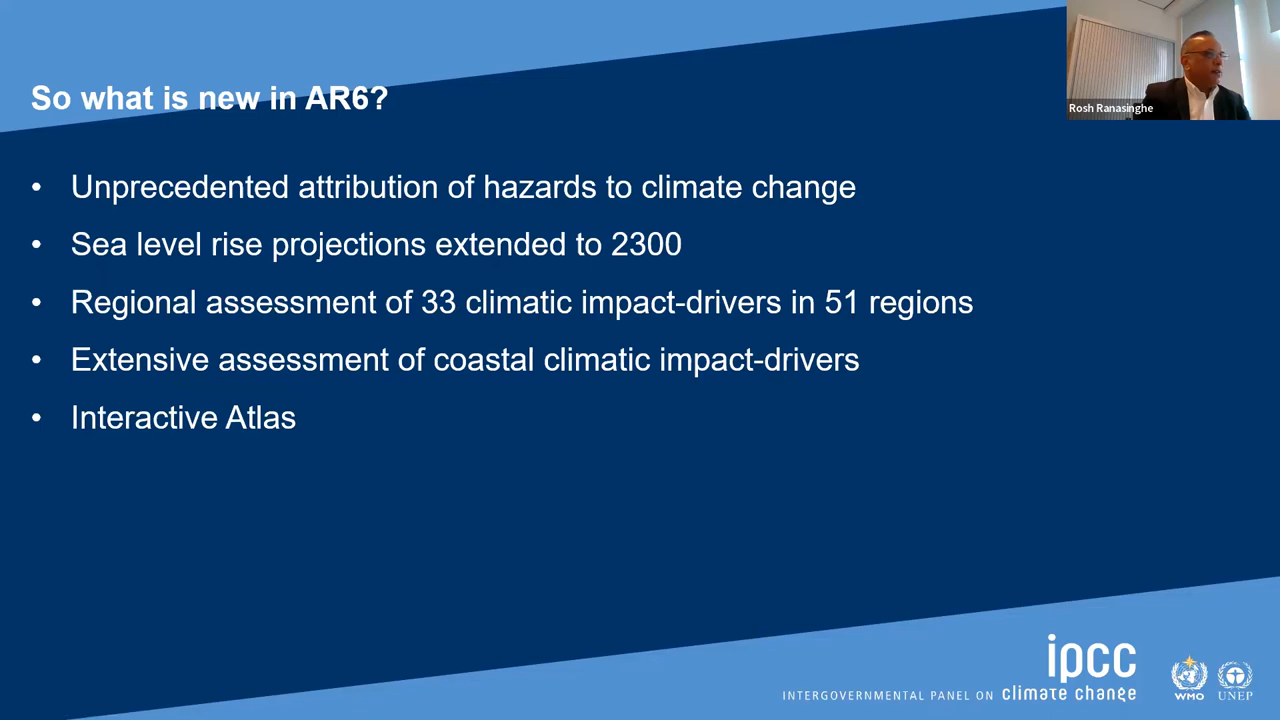 Rosh Ranasinghe
So what is new in AR6?
• Unprecedented attribution of hazards to climate change
• Sea level rise projections extended to 2300
• Regional assessment of 33 climatic impact-drivers in 51 regions
• Extensive assessment of coastal climatic impact-drivers
• Interactive Atlas
ipcc
INTERGOVERNMENTAL PANEL ON climate change
WMO
UNEP